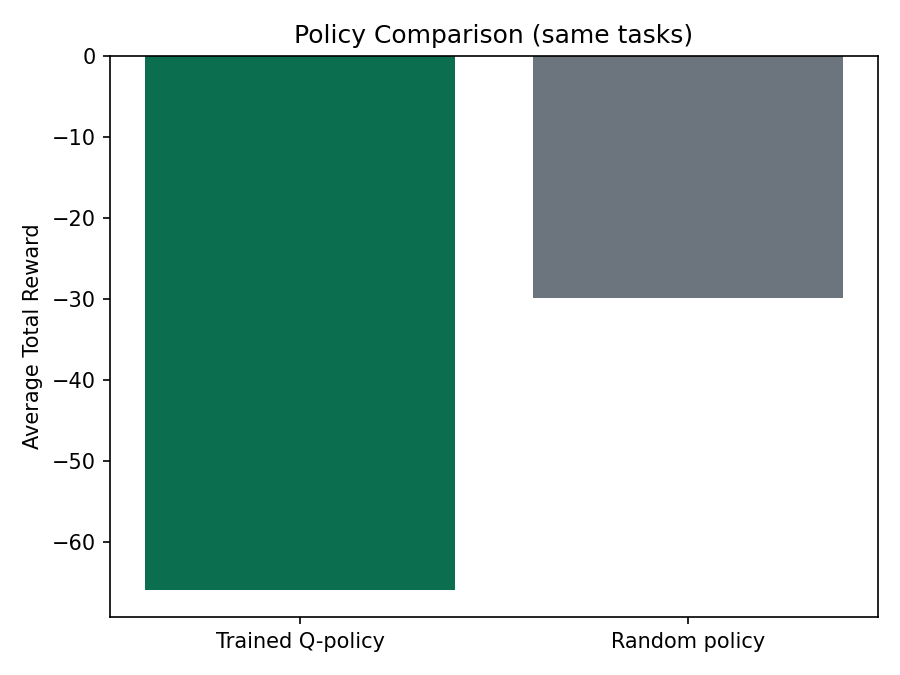 Policy Comparison (same tasks)
Average Total Reward
0
−10
−20
−30
−40
−50
−60
Trained Q-policy
Random policy